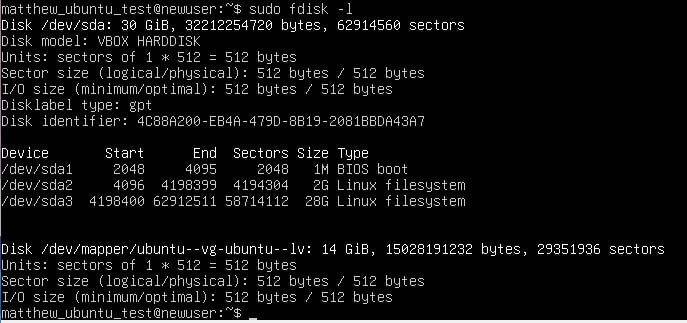 matthew_ubuntu_test@newuser:~$ sudo fdisk -l
Disk /dev/sda: 30 GiB, 32212254720 bytes, 62914560 sectors
Disk model: VBOX HARDDISK
Units: sectors of 1 * 512 = 512 bytes
Sector size (logical/physical): 512 bytes / 512 bytes
I/O size (minimum/optimal): 512 bytes / 512 bytes
Disklabel type: gpt
Disk identifier: 4C88A200-EB4A-479D-8B19-2081BBDA43A7
Device       Start      End  Sectors Size Type
/dev/sda1     2048     4095     2048   1M BIOS boot
/dev/sda2     4096  4198399  4194304   2G Linux filesystem
/dev/sda3  4198400 62912511 58714112  28G Linux filesystem
Disk /dev/mapper/ubuntu--vg-ubuntu--lv: 14 GiB, 15028191232 bytes, 29351936 sectors
Units: sectors of 1 * 512 = 512 bytes
Sector size (logical/physical): 512 bytes / 512 bytes
I/O size (minimum/optimal): 512 bytes / 512 bytes
matthew_ubuntu_test@newuser:~$ _